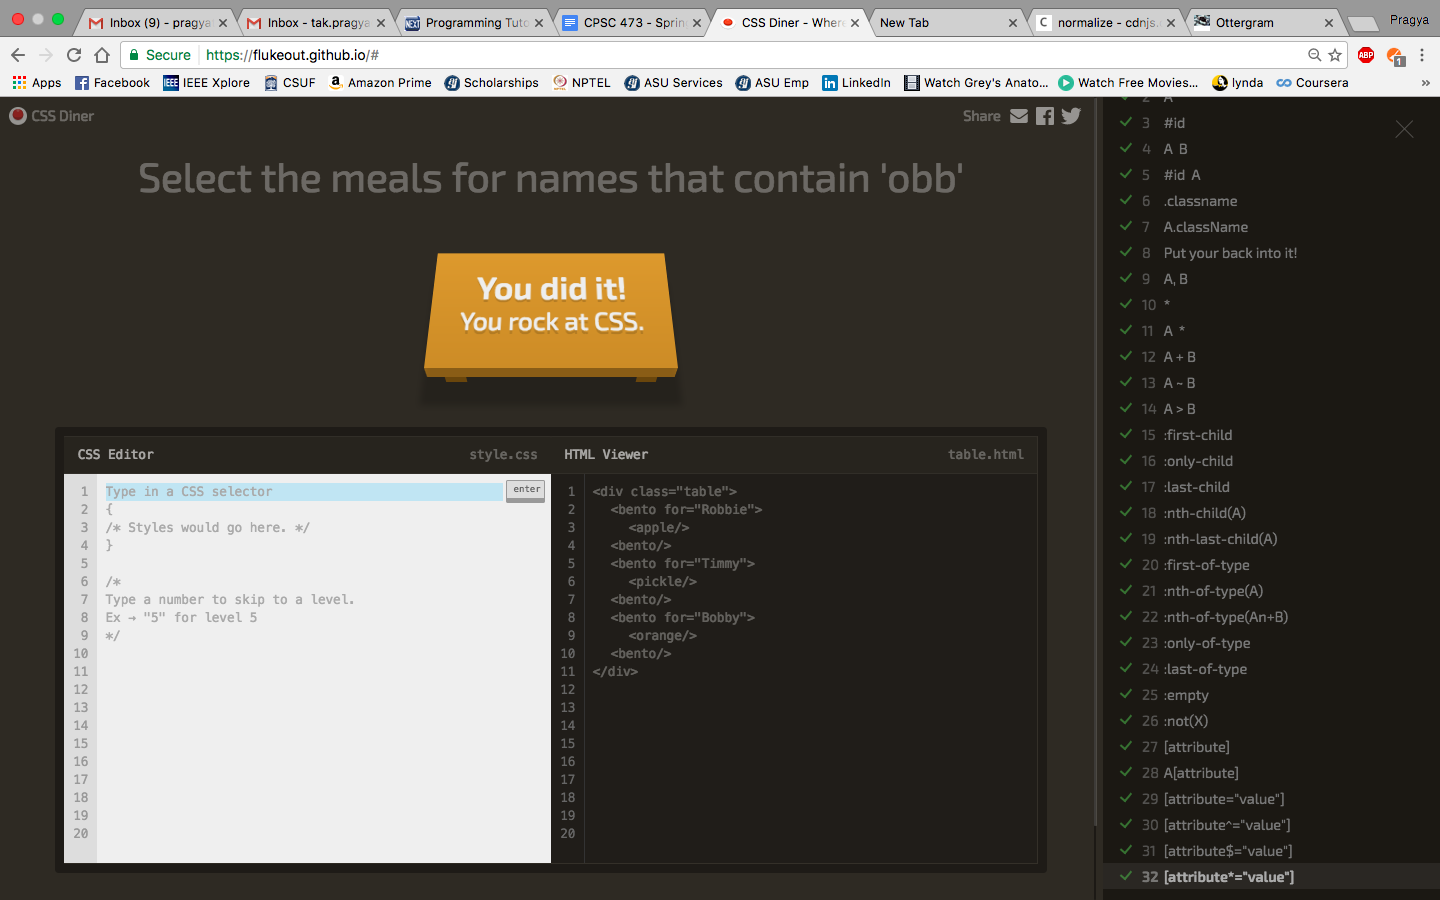 Inbox (9) - pragya
Inbox - tak.pragya
Programming Tuto
CPSC 473 - Sprin
CSS Diner - Where
New Tab
normalize - cdnjs.
Ottergram
Pragya
Secure https://flukeout.github.io/#
ABP
1
Apps
Facebook
IEEE IEEE Xplore
CSUF
Amazon Prime
Scholarships
NPTEL
ASU Services
ASU Emp
LinkedIn
Watch Grey's Anato...
Watch Free Movies...
lynda
Coursera
»
CSS Diner
Share
Select the meals for names that contain 'obb'
You did it!
You rock at CSS.
CSS Editor
style.css
1 Type in a CSS selector
enter
2 {
3 /* Styles would go here. */
4 }
5
6 /*
7 Type a number to skip to a level.
8 Ex → "5" for level 5
9 */
10
11
12
13
14
15
16
17
18
19
20
HTML Viewer
table.html
1 <div class="table">
2 <bento for="Robbie">
3 <apple/>
4 <bento/>
5 <bento for="Timmy">
6 <pickle/>
7 <bento/>
8 <bento for="Bobby">
9 <orange/>
10 <bento/>
11 </div>
12
13
14
15
16
17
18
19
20
2 A
3 #id
4 A B
5 #id A
6 .classname
7 A.className
8 Put your back into it!
9 A, B
10 *
11 A *
12 A + B
13 A ~ B
14 A > B
15 :first-child
16 :only-child
17 :last-child
18 :nth-child(A)
19 :nth-last-child(A)
20 :first-of-type
21 :nth-of-type(A)
22 :nth-of-type(An+B)
23 :only-of-type
24 :last-of-type
25 :empty
26 :not(X)
27 [attribute]
28 A[attribute]
29 [attribute="value"]
30 [attribute^="value"]
31 [attribute$="value"]
32 [attribute*="value"]